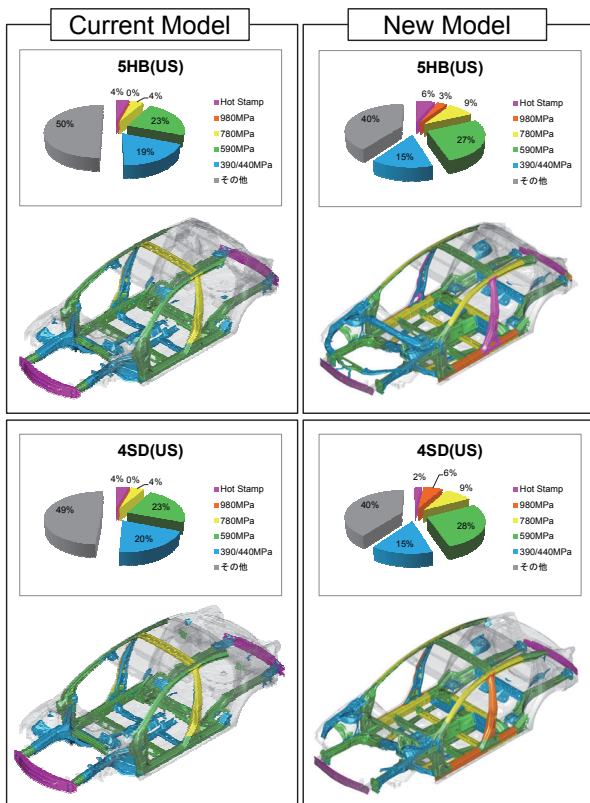 Current Model
New Model
5HB(US)
4%
0%
4%
23%
19%
50%
Hot Stamp
980MPa
780MPa
590MPa
390/440MPa
その他
5HB(US)
6%
3%
9%
27%
15%
40%
Hot Stamp
980MPa
780MPa
590MPa
390/440MPa
その他
4SD(US)
4%
0%
4%
23%
20%
49%
Hot Stamp
980MPa
780MPa
590MPa
390/440MPa
その他
4SD(US)
2%
6%
9%
28%
15%
40%
Hot Stamp
980MPa
780MPa
590MPa
390/440MPa
その他